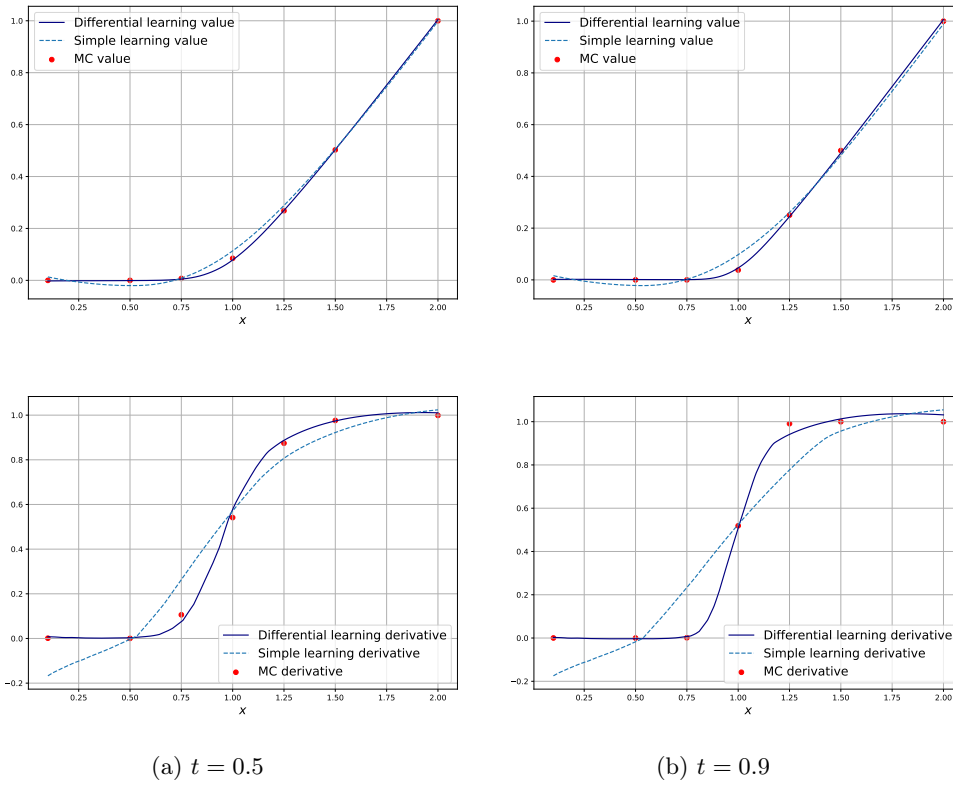 Differential learning value
Simple learning value
MC value
1.0
0.8
0.6
0.4
0.2
0.0
0.25 0.50 0.75 1.00 1.25 1.50 1.75 2.00
x
Differential learning value
Simple learning value
MC value
1.0
0.8
0.6
0.4
0.2
0.0
0.25 0.50 0.75 1.00 1.25 1.50 1.75 2.00
x
1.0
0.8
0.6
0.4
0.2
0.0
−0.2
Differential learning derivative
Simple learning derivative
MC derivative
0.25 0.50 0.75 1.00 1.25 1.50 1.75 2.00
x
1.0
0.8
0.6
0.4
0.2
0.0
−0.2
Differential learning derivative
Simple learning derivative
MC derivative
0.25 0.50 0.75 1.00 1.25 1.50 1.75 2.00
x
(a) t = 0.5
(b) t = 0.9